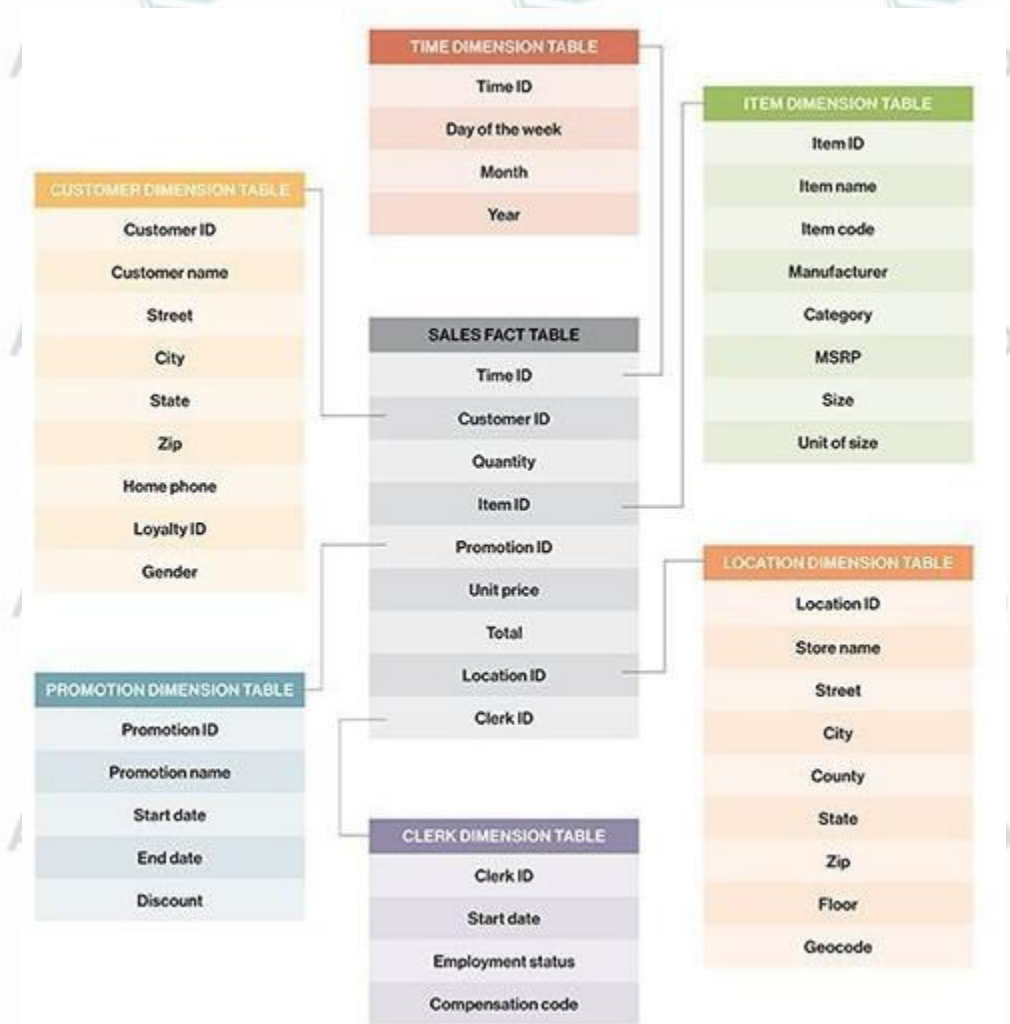 TIME DIMENSION TABLE
Time ID
Day of the week
Month
Year
ITEM DIMENSION TABLE
Item ID
Item name
Item code
Manufacturer
Category
MSRP
Size
Unit of size
CUSTOMER DIMENSION TABLE
Customer ID
Customer name
Street
City
State
Zip
Home phone
Loyalty ID
Gender
SALES FACT TABLE
Time ID
Customer ID
Quantity
Item ID
Promotion ID
Unit price
Total
Location ID
Clerk ID
LOCATION DIMENSION TABLE
Location ID
Store name
Street
City
County
State
Zip
Floor
Geocode
PROMOTION DIMENSION TABLE
Promotion ID
Promotion name
Start date
End date
Discount
CLERK DIMENSION TABLE
Clerk ID
Start date
Employment status
Compensation code